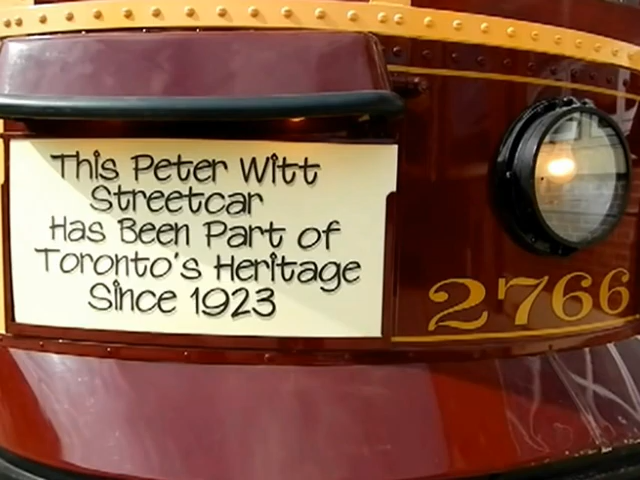 This Peter Witt
Streetcar
Has Been Part of
Toronto's Heritage
Since 1923
2766